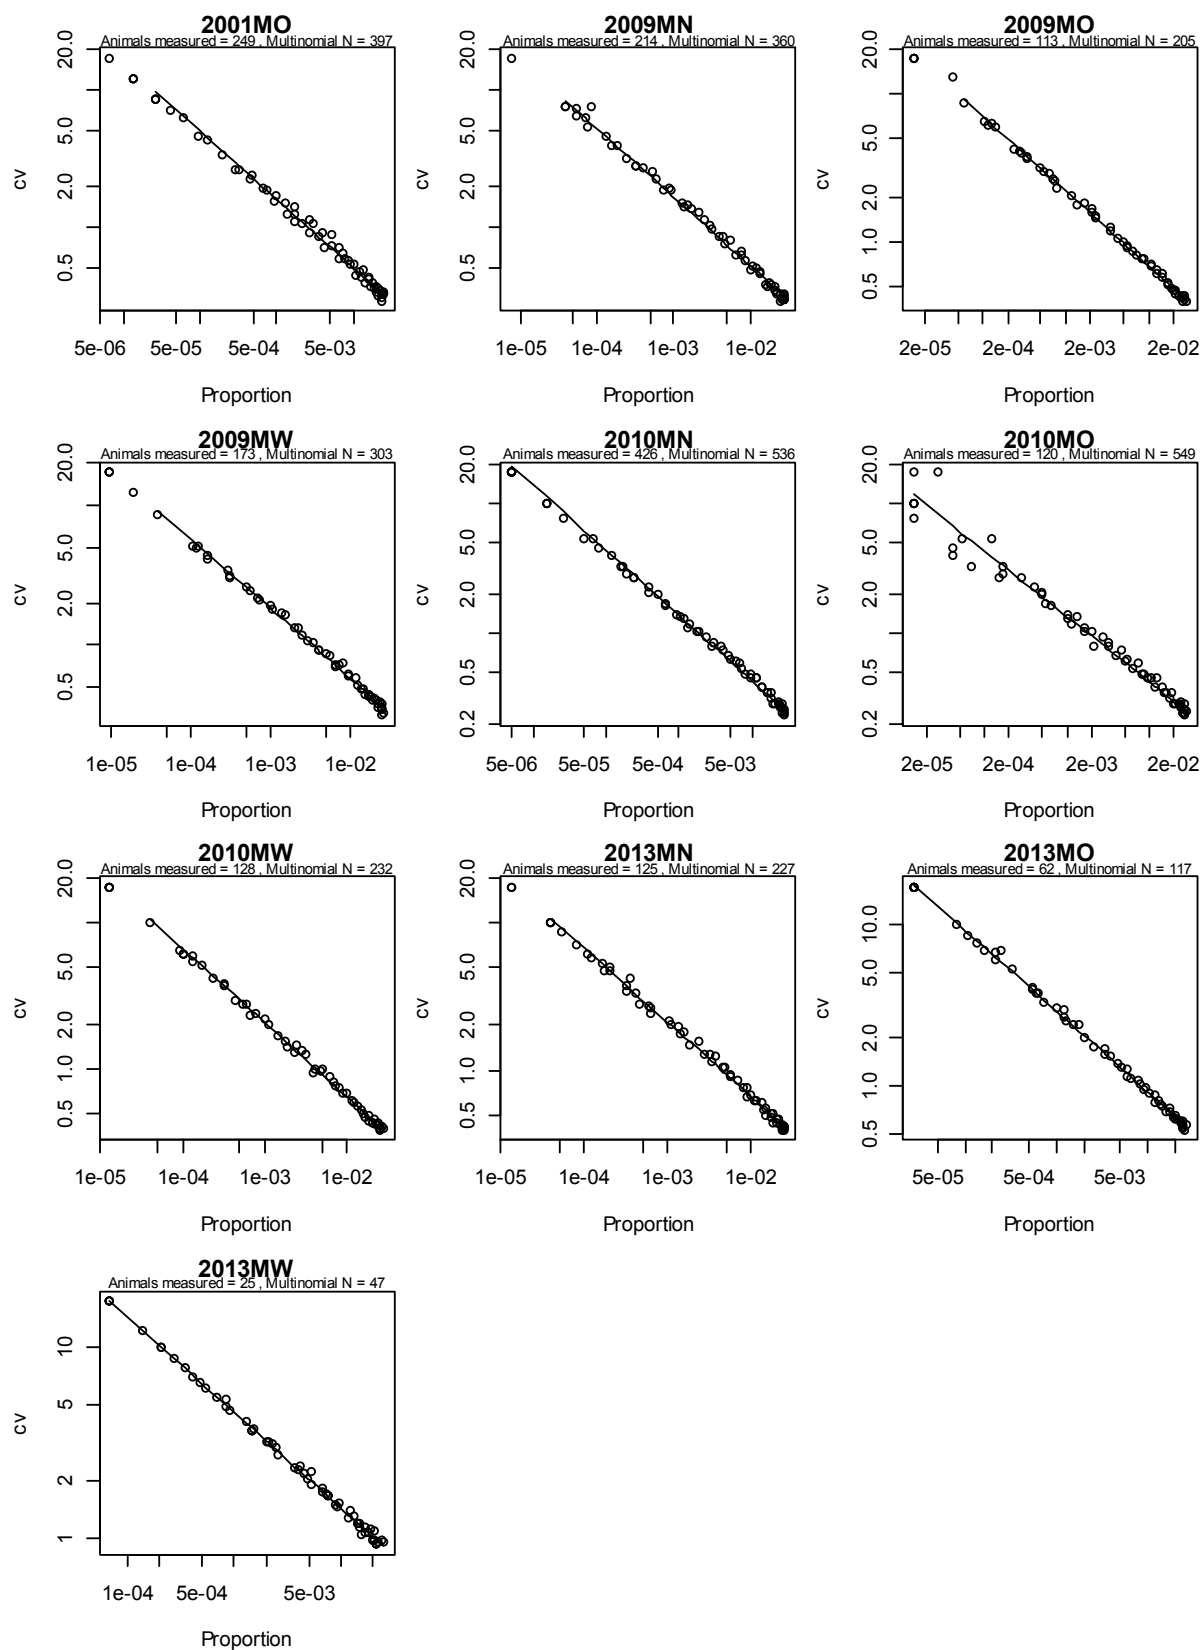 2001MO
Animals measured = 249 , Multinomial N = 397
20.0
5.0
2.0
0.5
cv
5e-06 5e-05 5e-04 5e-03
Proportion
2009MN
Animals measured = 214 , Multinomial N = 360
20.0
5.0
2.0
0.5
cv
1e-05 1e-04 1e-03 1e-02
Proportion
2009MO
Animals measured = 113 , Multinomial N = 205
20.0
5.0
2.0
1.0
0.5
cv
2e-05 2e-04 2e-03 2e-02
Proportion
2009MW
Animals measured = 173 , Multinomial N = 303
20.0
5.0
2.0
0.5
cv
1e-05 1e-04 1e-03 1e-02
Proportion
2010MN
Animals measured = 426 , Multinomial N = 536
20.0
5.0
2.0
0.5
0.2
cv
5e-06 5e-05 5e-04 5e-03
Proportion
2010MO
Animals measured = 120 , Multinomial N = 549
20.0
5.0
2.0
0.5
0.2
cv
2e-05 2e-04 2e-03 2e-02
Proportion
2010MW
Animals measured = 128 , Multinomial N = 232
20.0
5.0
2.0
1.0
0.5
cv
1e-05 1e-04 1e-03 1e-02
Proportion
2013MN
Animals measured = 125 , Multinomial N = 227
20.0
5.0
2.0
1.0
0.5
cv
1e-05 1e-04 1e-03 1e-02
Proportion
2013MO
Animals measured = 62 , Multinomial N = 117
10.0
5.0
2.0
1.0
0.5
cv
5e-05 5e-04 5e-03
Proportion
2013MW
Animals measured = 25 , Multinomial N = 47
10
5
2
1
cv
1e-04 5e-04 5e-03
Proportion